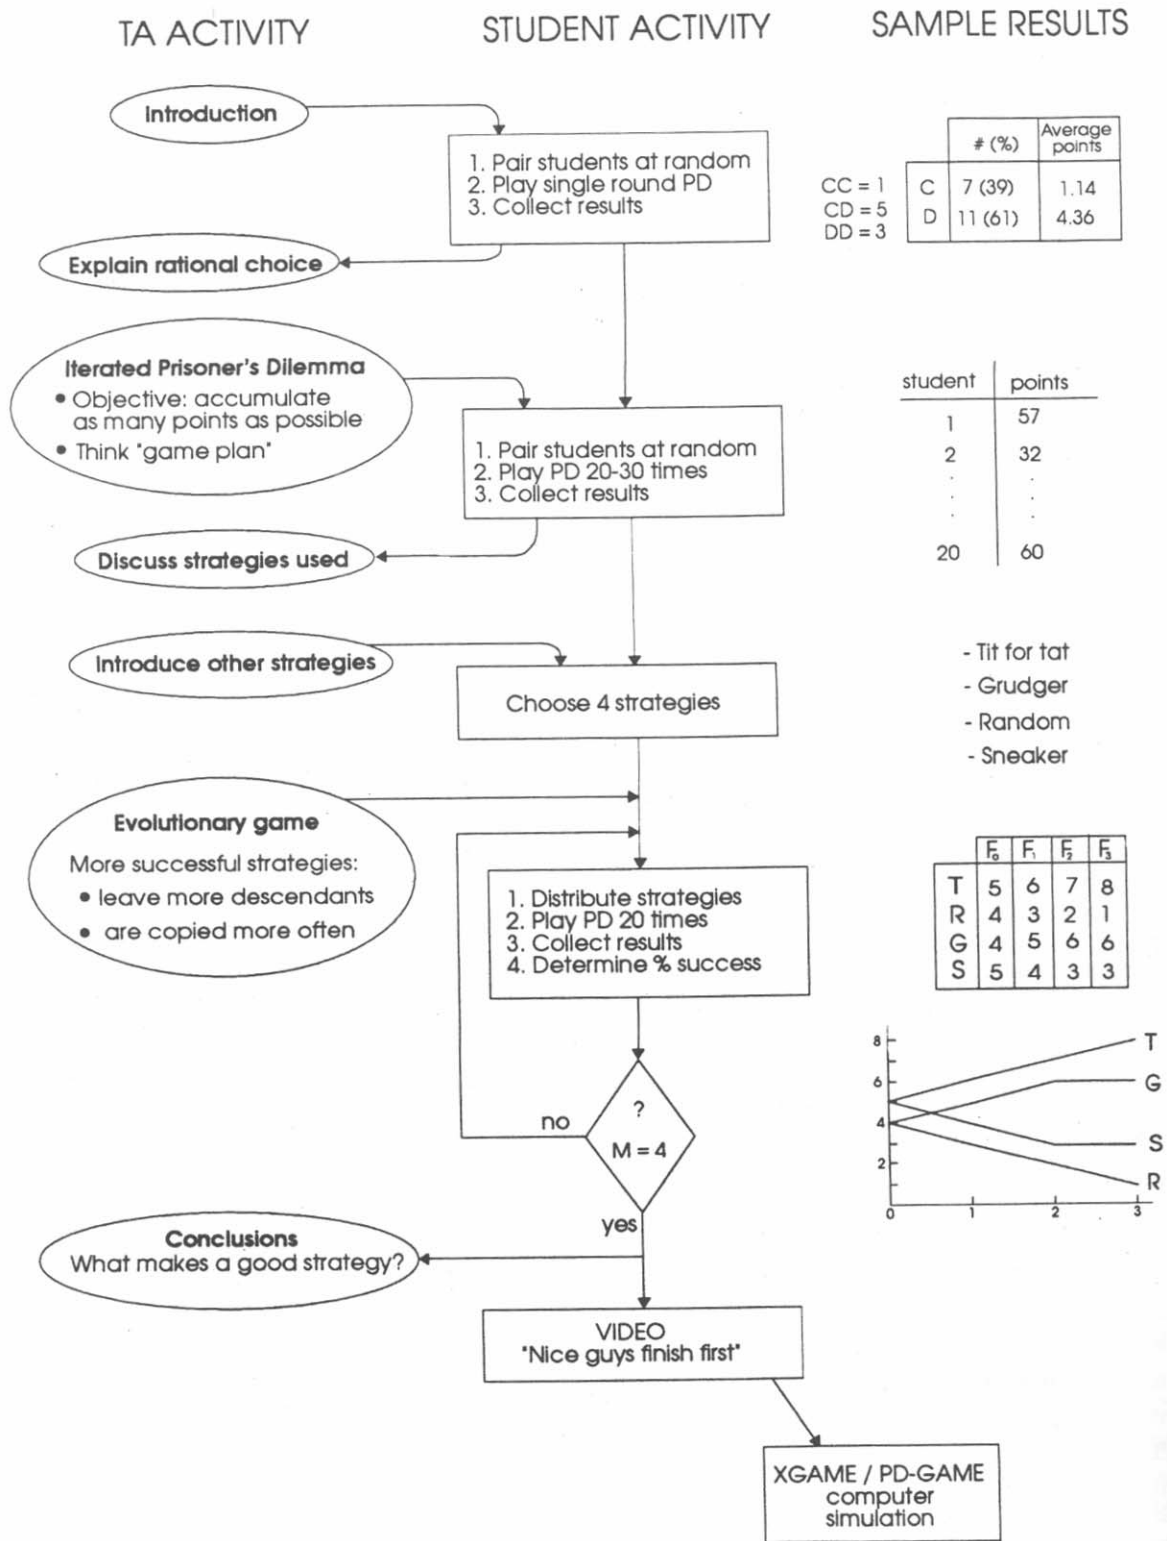 TA ACTIVITY
STUDENT ACTIVITY
SAMPLE RESULTS
Introduction
1. Pair students at random
2. Play single round PD
3. Collect results
CC = 1
CD = 5
DD = 3
# (%) Average points
C 7 (39) 1.14
D 11 (61) 4.36
Explain rational choice
Iterated Prisoner's Dilemma
• Objective: accumulate
as many points as possible
• Think "game plan"
1. Pair students at random
2. Play PD 20-30 times
3. Collect results
student points
1 57
2 32
. .
. .
. .
20 60
Discuss strategies used
Introduce other strategies
Choose 4 strategies
- Tit for tat
- Grudger
- Random
- Sneaker
Evolutionary game
More successful strategies:
• leave more descendants
• are copied more often
1. Distribute strategies
2. Play PD 20 times
3. Collect results
4. Determine % success
F₀ F₁ F₂ F₃
T 5 6 7 8
R 4 3 2 1
G 4 5 6 6
S 5 4 3 3
?
M = 4
no
yes
8
6
4
2
0 1 2 3
T
G
S
R
Conclusions
What makes a good strategy?
VIDEO
"Nice guys finish first"
XGAME / PD-GAME
computer
simulation